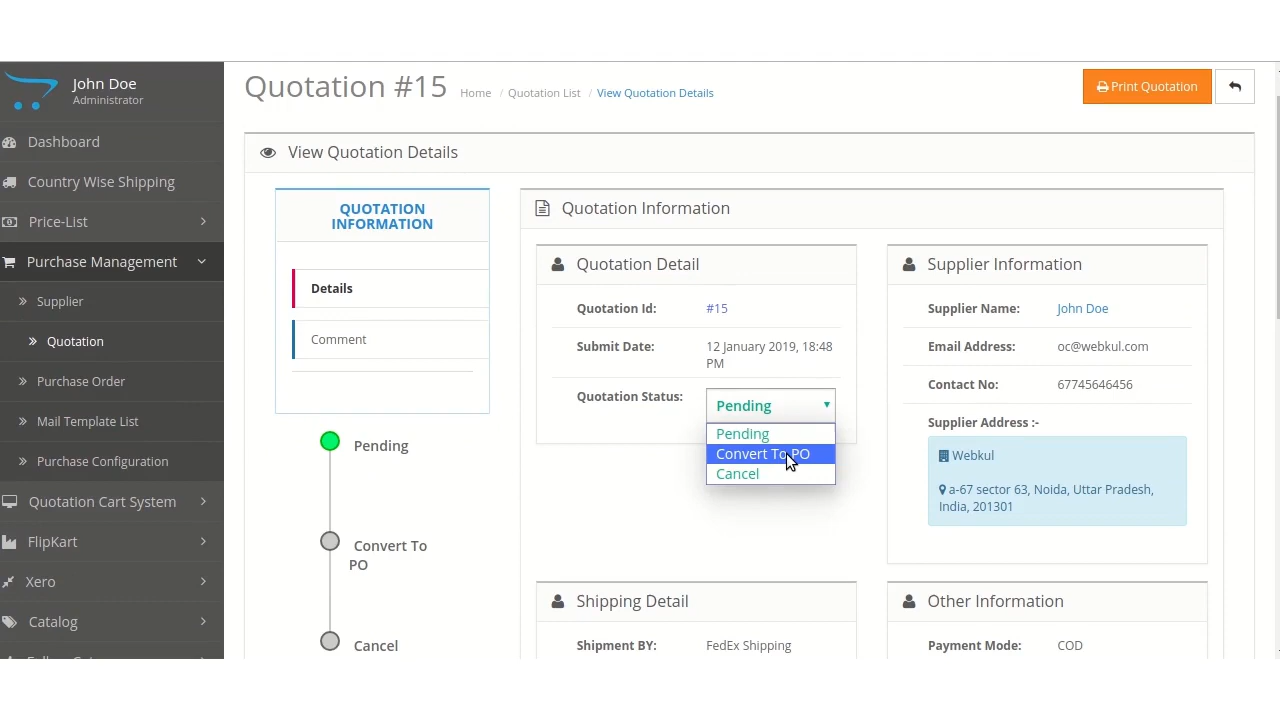 John Doe
Administrator
Dashboard
Country Wise Shipping
Price-List
Purchase Management
Supplier
Quotation
Purchase Order
Mail Template List
Purchase Configuration
Quotation Cart System
FlipKart
Xero
Catalog
Quotation #15
Home / Quotation List / View Quotation Details
Print Quotation
View Quotation Details
QUOTATION
INFORMATION
Details
Comment
Pending
Convert To
PO
Cancel
Quotation Information
Quotation Detail
Quotation Id: #15
Submit Date: 12 January 2019, 18:48
PM
Quotation Status: Pending
Pending
Convert To PO
Cancel
Supplier Information
Supplier Name: John Doe
Email Address: oc@webkul.com
Contact No: 67745646456
Supplier Address :-
Webkul
a-67 sector 63, Noida, Uttar Pradesh,
India, 201301
Shipping Detail
Shipment BY: FedEx Shipping
Other Information
Payment Mode: COD